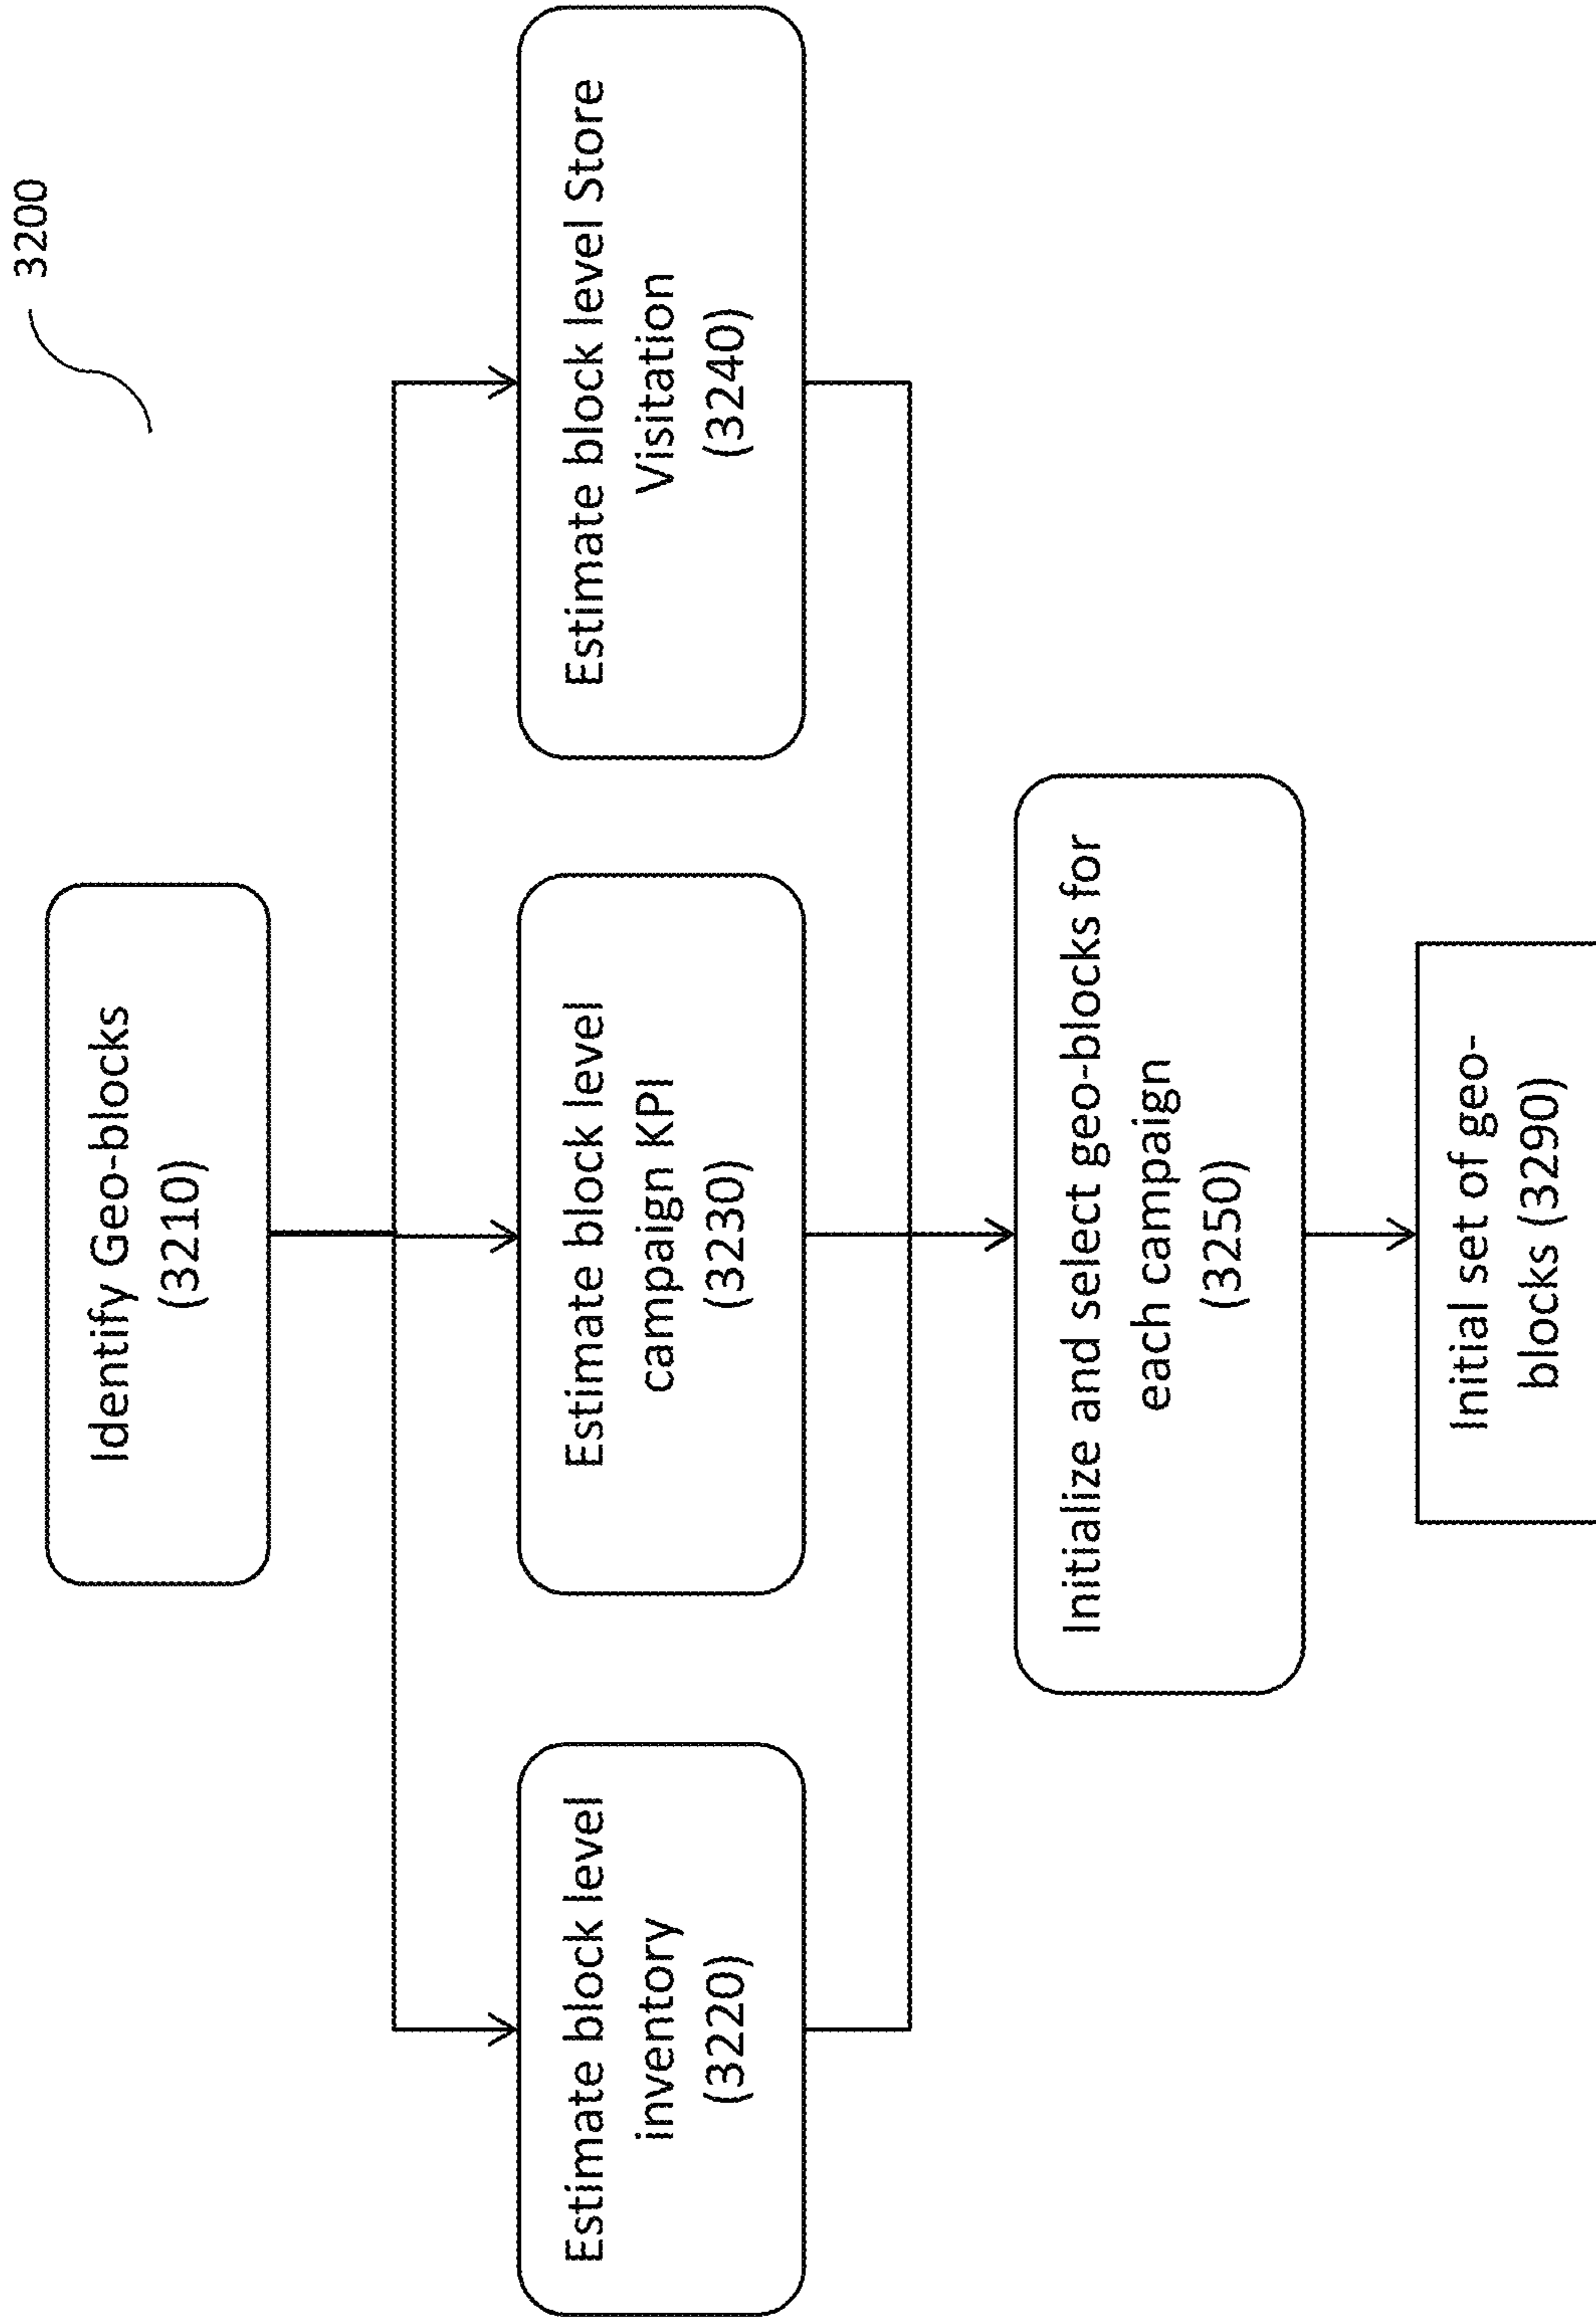 3200
Identify Geo-blocks
(3210)
Estimate block level
inventory
(3220)
Estimate block level
campaign KPI
(3230)
Estimate block level Store
Visitation
(3240)
Initialize and select geo-blocks for
each campaign
(3250)
Initial set of geo-
blocks (3290)